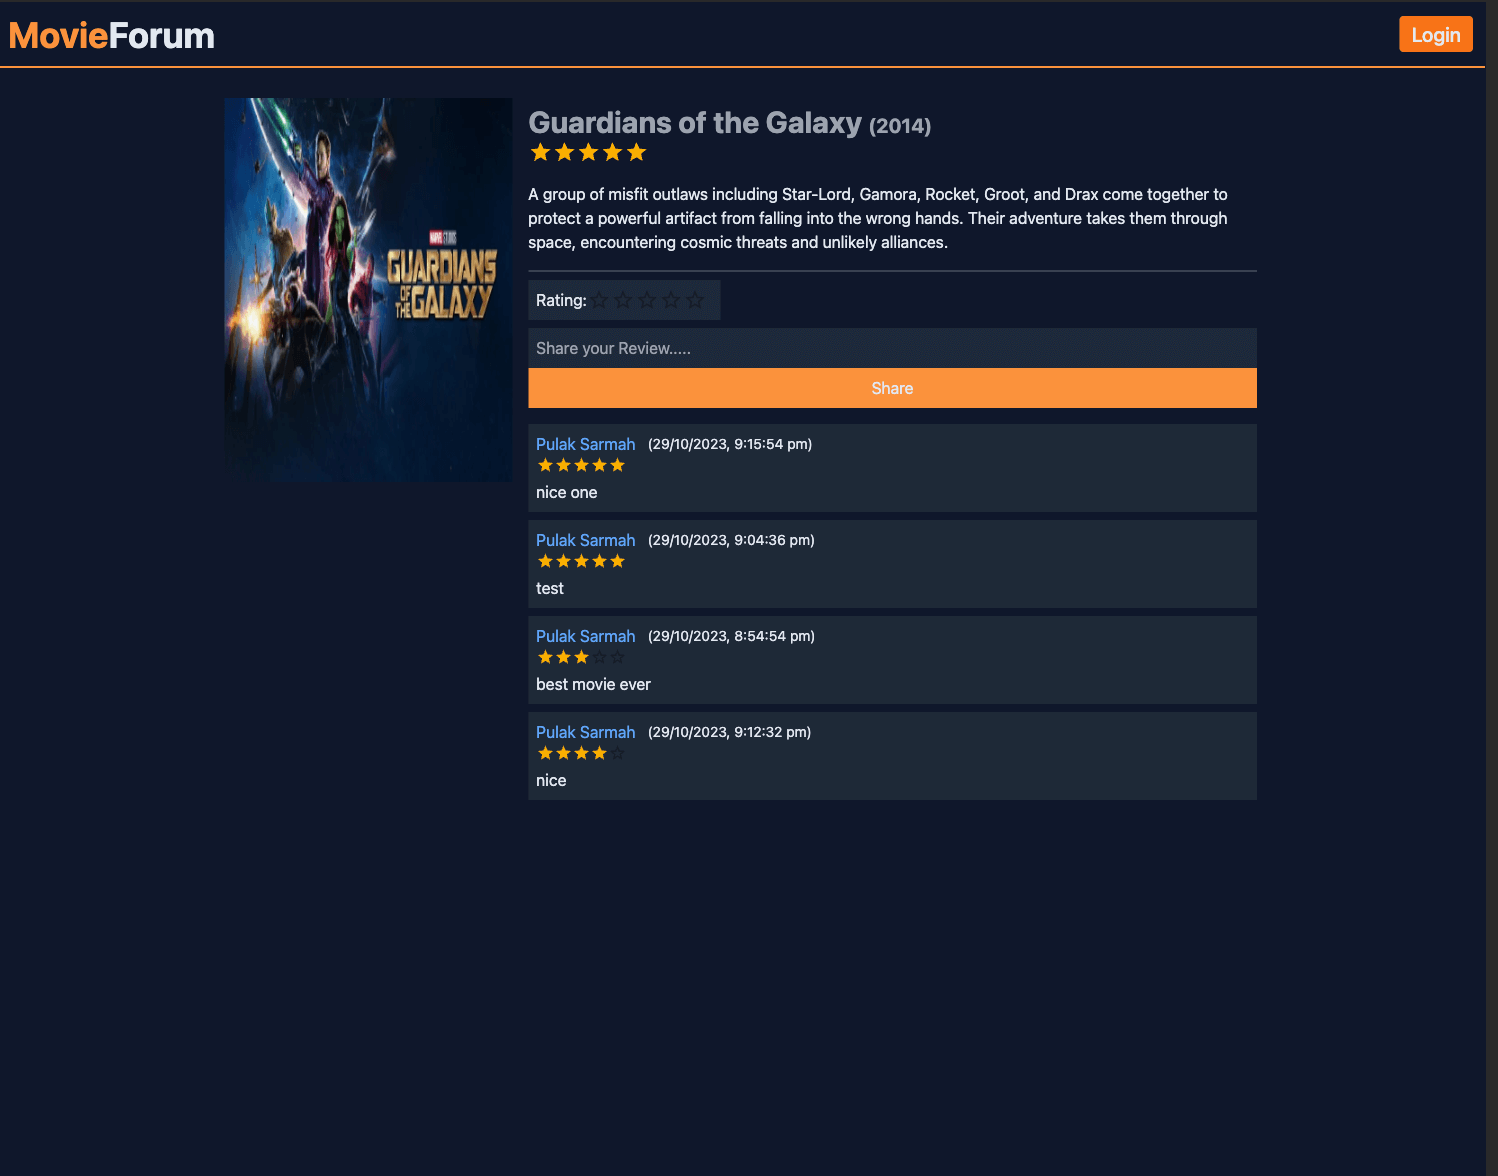 MovieForum
Login
MARVEL STUDIOS
GUARDIANS
OF THE GALAXY
Guardians of the Galaxy (2014)
A group of misfit outlaws including Star-Lord, Gamora, Rocket, Groot, and Drax come together to
protect a powerful artifact from falling into the wrong hands. Their adventure takes them through
space, encountering cosmic threats and unlikely alliances.
Rating:
Share your Review.....
Share
Pulak Sarmah (29/10/2023, 9:15:54 pm)
nice one
Pulak Sarmah (29/10/2023, 9:04:36 pm)
test
Pulak Sarmah (29/10/2023, 8:54:54 pm)
best movie ever
Pulak Sarmah (29/10/2023, 9:12:32 pm)
nice